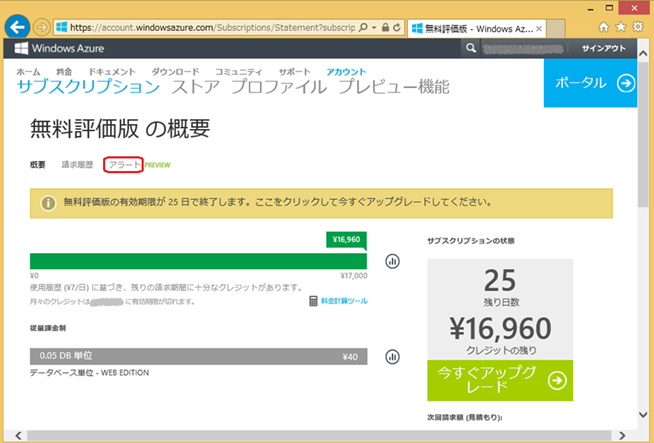 https://account.windowsazure.com/Subscriptions/Statement?subscrip
無料評価版 - Windows Az...
Windows Azure
サインアウト
ホーム 料金 ドキュメント ダウンロード コミュニティ サポート アカウント
サブスクリプション ストア プロファイル プレビュー機能
ポータル
無料評価版 の概要
概要 請求履歴 アラート PREVIEW
無料評価版の有効期限が 25 日で終了します。ここをクリックして今すぐアップグレードしてください。
¥16,960
¥0 ¥17,000
使用履歴 (¥7/日) に基づき、残りの請求期間に十分なクレジットがあります。
月々のクレジットは に有効期限が切れます。
料金計算ツール
従量課金制
0.05 DB 単位 ¥40
データベース単位 - WEB EDITION
サブスクリプションの状態
25
残り日数
¥16,960
クレジットの残り
今すぐアップグ
レード
次回請求額 (見積もり):